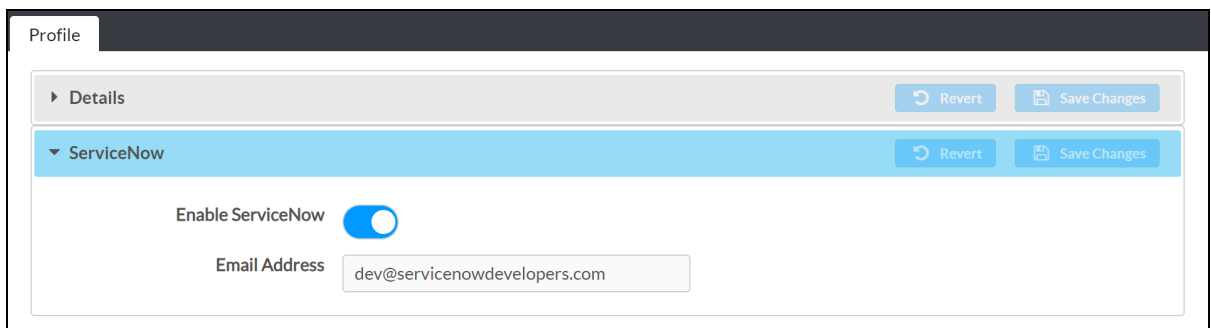 Profile
Details Revert Save Changes
ServiceNow Revert Save Changes
Enable ServiceNow
Email Address dev@servicenowdevelopers.com